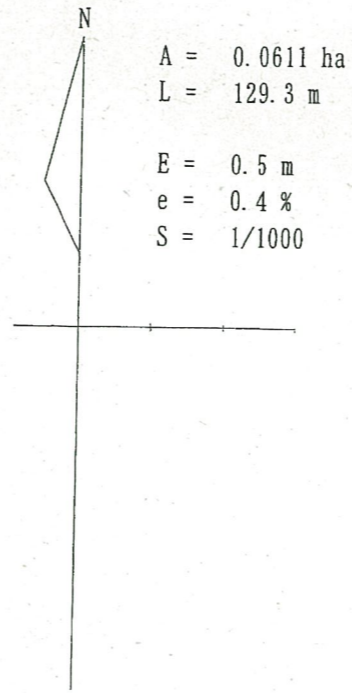 N
A = 0.0611 ha
L = 129.3 m
E = 0.5 m
e = 0.4 %
S = 1/1000